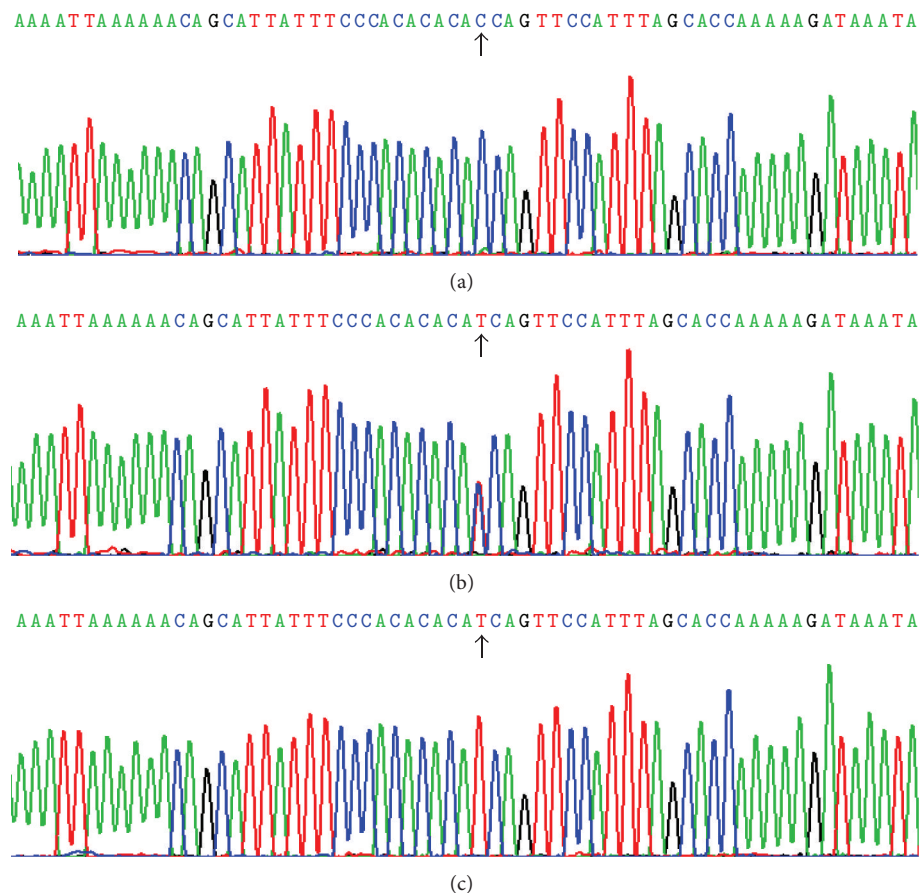 AAAATTAAAAAACAGCATTATTTCCCACACACACCAGTTCCATTTAGCACCAAAAAGATAAATA
(a)
AAATTAAAAAACAGCATTATTTCCCACACACATCAGTTCCATTTAGCACCAAAAAGATAAATA
(b)
AAATTAAAAAACAGCATTATTTCCCACACACATCAGTTCCATTTAGCACCAAAAAGATAAATA
(c)